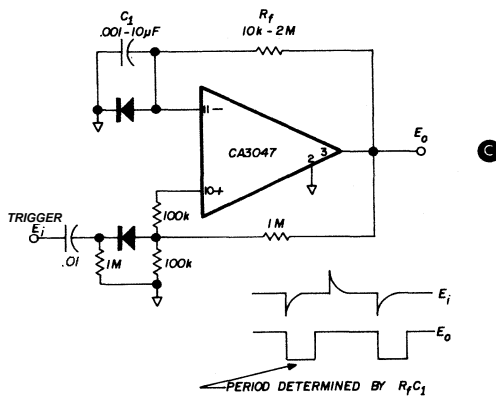 C1
.001-10µF
Rf
10k-2M
11-
CA3047
3
2
Eo
C
10+
TRIGGER
Ei
100k
1M
.01
1M
100k
Ei
Eo
PERIOD DETERMINED BY RfC1